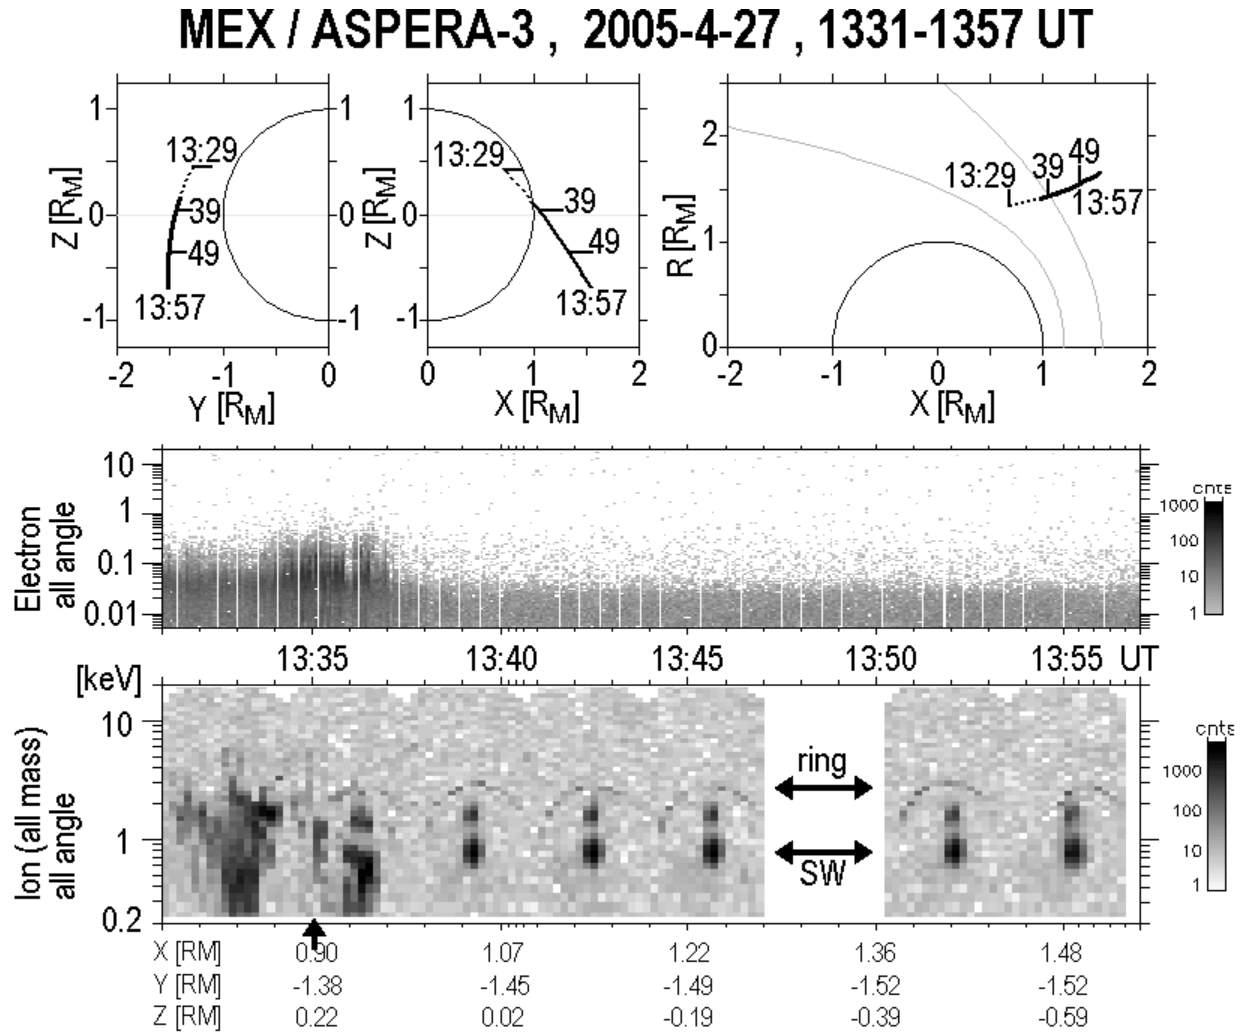 MEX / ASPERA-3 , 2005-4-27 , 1331-1357 UT
1
0
-1
Z [RM]
13:29
39
49
13:57
1
0
-1
-2
-1
0
Y [RM]
1
0
-1
Z [RM]
13:29
39
49
13:57
0
1
2
X [RM]
2
1
0
R [RM]
13:29
39
49
13:57
-2
-1
0
1
2
X [RM]
Electron
all angle
10
1
0.1
0.01
cnts
1000
100
10
1
13:35 13:40 13:45 13:50 13:55 UT
[keV]
Ion (all mass)
all angle
10
1
0.2
ring
SW
cnts
1000
100
10
1
X [RM] 0.90 1.07 1.22 1.36 1.48
Y [RM] -1.38 -1.45 -1.49 -1.52 -1.52
Z [RM] 0.22 0.02 -0.19 -0.39 -0.59